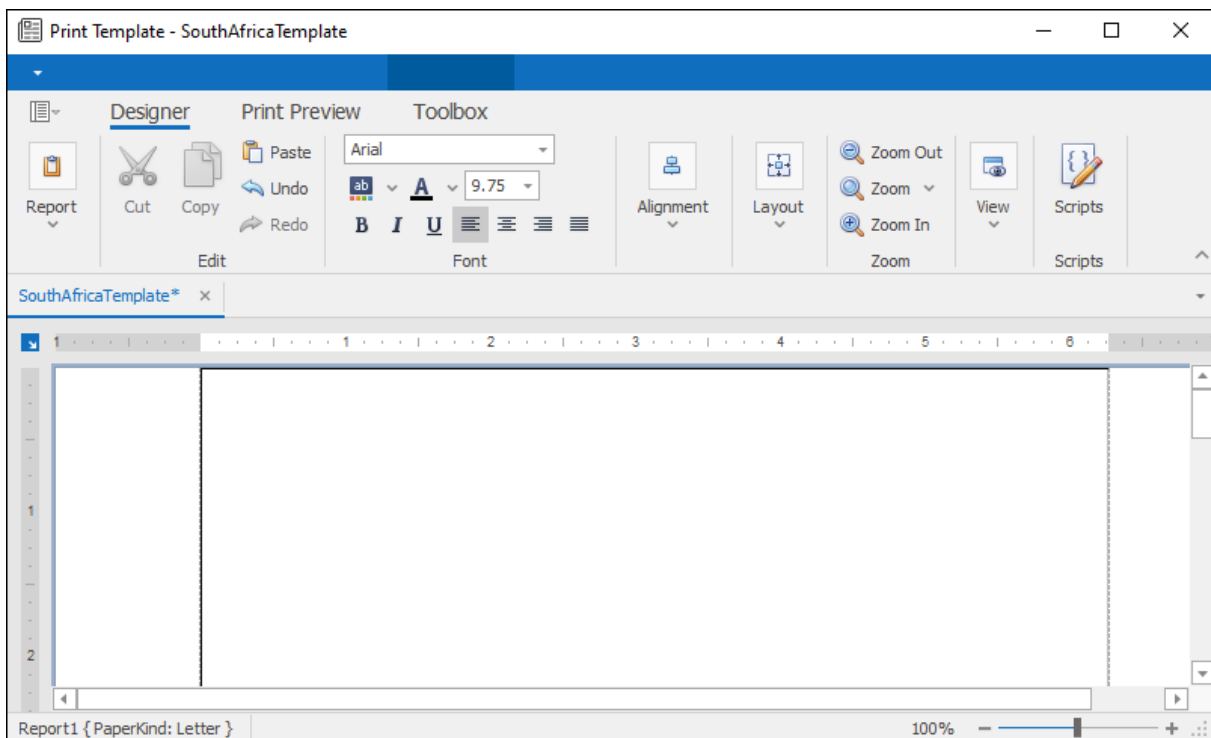 Print Template - SouthAfricaTemplate
Designer Print Preview Toolbox
Report
Cut
Copy
Paste
Undo
Redo
Edit
Arial
ab A 9.75
B I U
Font
Alignment
Layout
Zoom Out
Zoom
Zoom In
Zoom
View
Scripts
Scripts
SouthAfricaTemplate*
1 1 2 3 4 5 6
1
2
Report1 { PaperKind: Letter }
100%